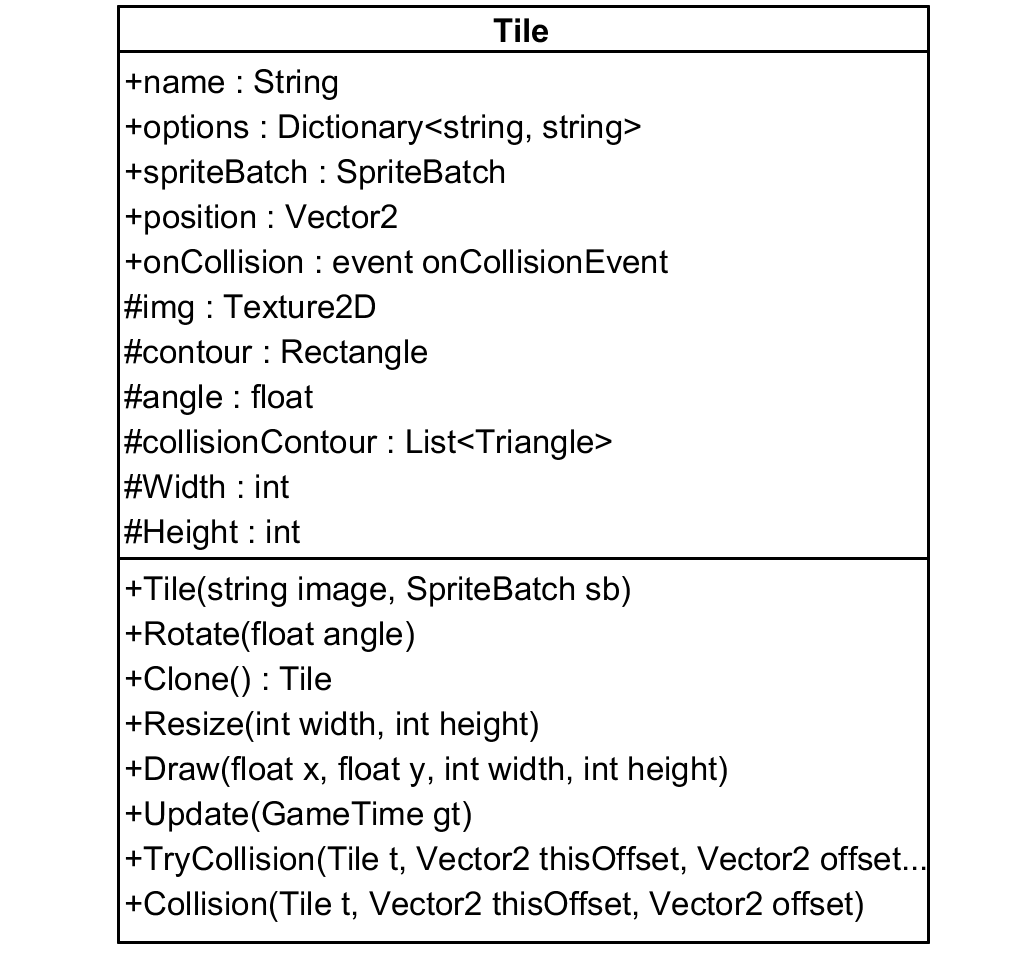 Tile
+name : String
+options : Dictionary<string, string>
+spriteBatch : SpriteBatch
+position : Vector2
+onCollision : event onCollisionEvent
#img : Texture2D
#contour : Rectangle
#angle : float
#collisionContour : List<Triangle>
#Width : int
#Height : int
+Tile(string image, SpriteBatch sb)
+Rotate(float angle)
+Clone() : Tile
+Resize(int width, int height)
+Draw(float x, float y, int width, int height)
+Update(GameTime gt)
+TryCollision(Tile t, Vector2 thisOffset, Vector2 offset...
+Collision(Tile t, Vector2 thisOffset, Vector2 offset)